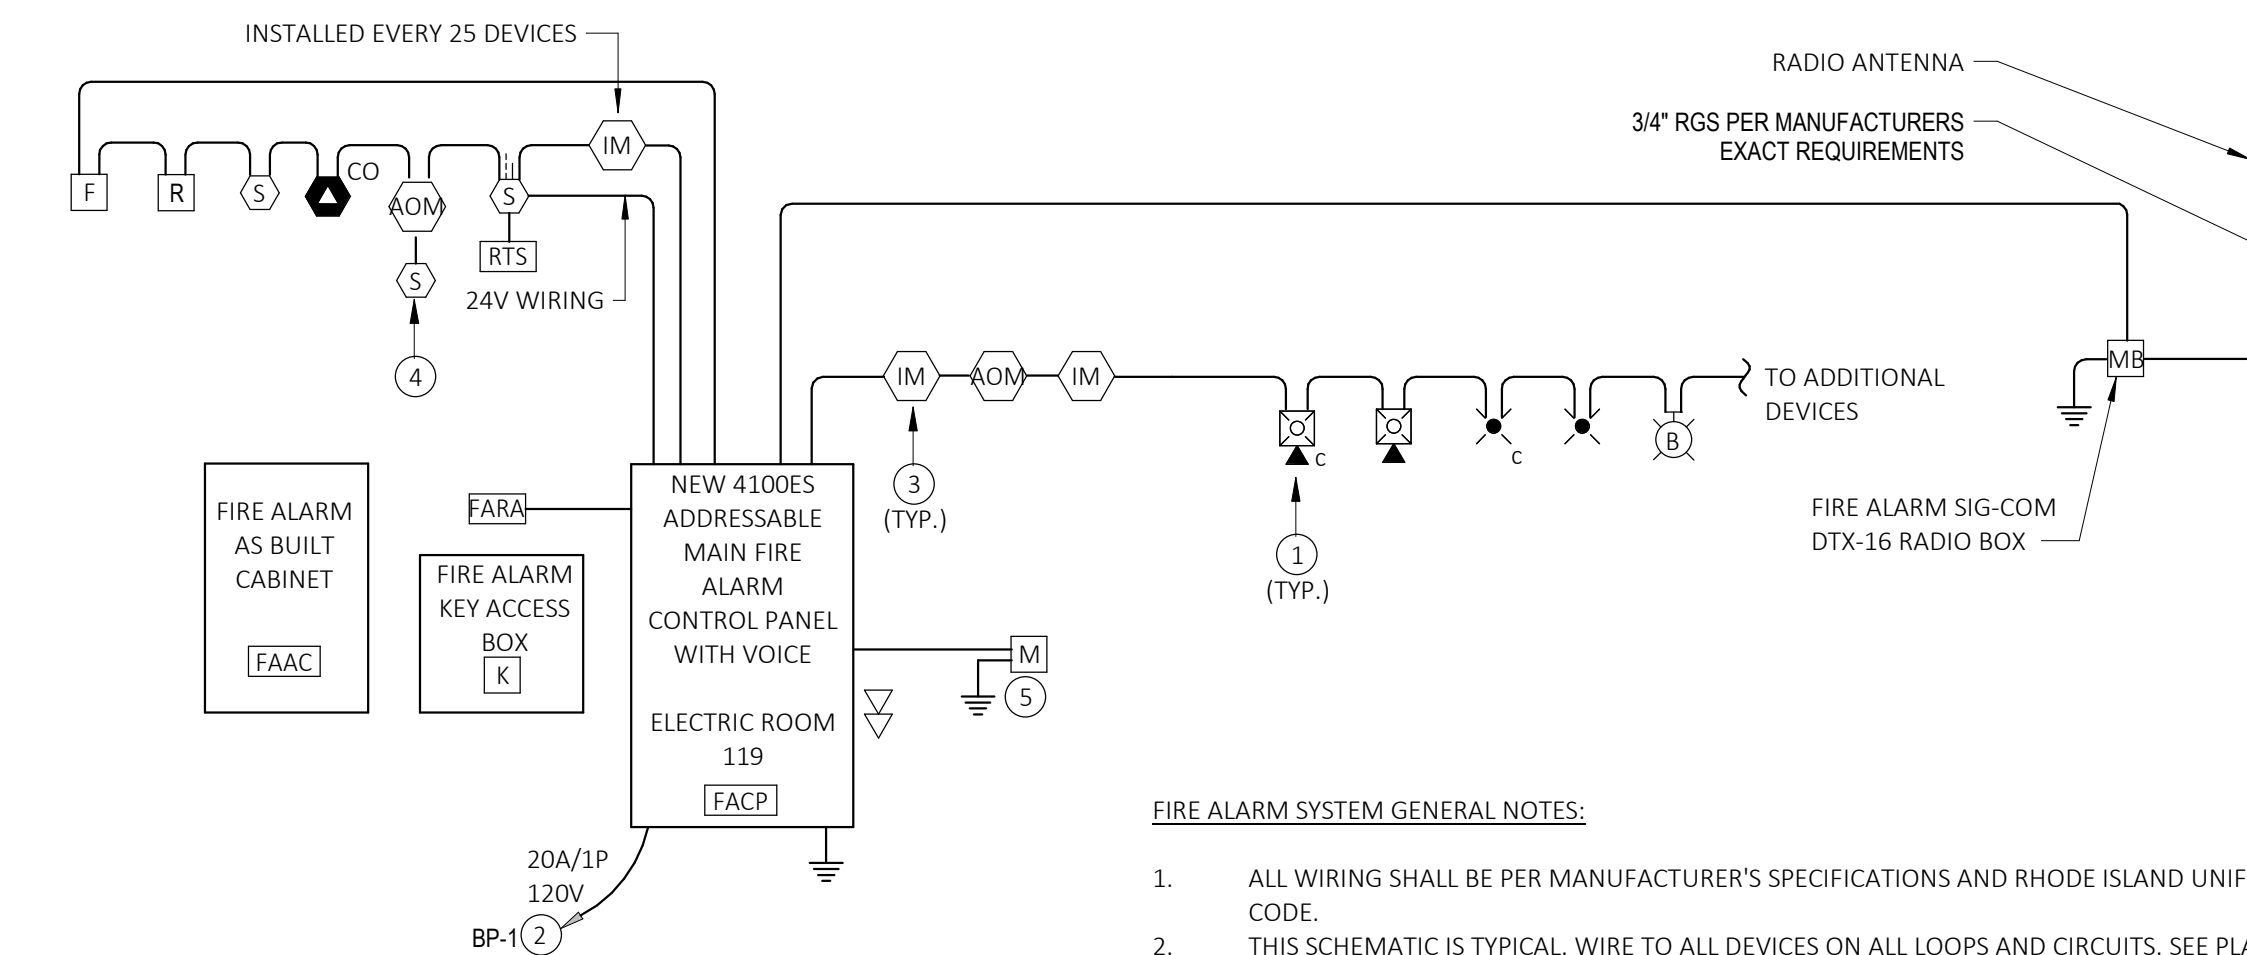 INSTALLED EVERY 25 DEVICES
RADIO ANTENNA
3/4" RGS PER MANUFACTURERS
EXACT REQUIREMENTS
IM
CO
F
R
S
AOM
S
RTS
S
24V WIRING
4
IM
AOM
IM
TO ADDITIONAL
DEVICES
MB
B
C
C
3
(TYP.)
1
(TYP.)
FIRE ALARM SIG-COM
DTX-16 RADIO BOX
FIRE ALARM
AS BUILT
CABINET
FAAC
FARA
FIRE ALARM
KEY ACCESS
BOX
K
NEW 4100ES
ADDRESSABLE
MAIN FIRE
ALARM
CONTROL PANEL
WITH VOICE
ELECTRIC ROOM
119
FACP
M
5
20A/1P
120V
BP-1
2
FIRE ALARM SYSTEM GENERAL NOTES:
1. ALL WIRING SHALL BE PER MANUFACTURER'S SPECIFICATIONS AND RHODE ISLAND UNIF
CODE.
2. THIS SCHEMATIC IS TYPICAL. WIRE TO ALL DEVICES ON ALL LOOPS AND CIRCUITS. SEE PLA